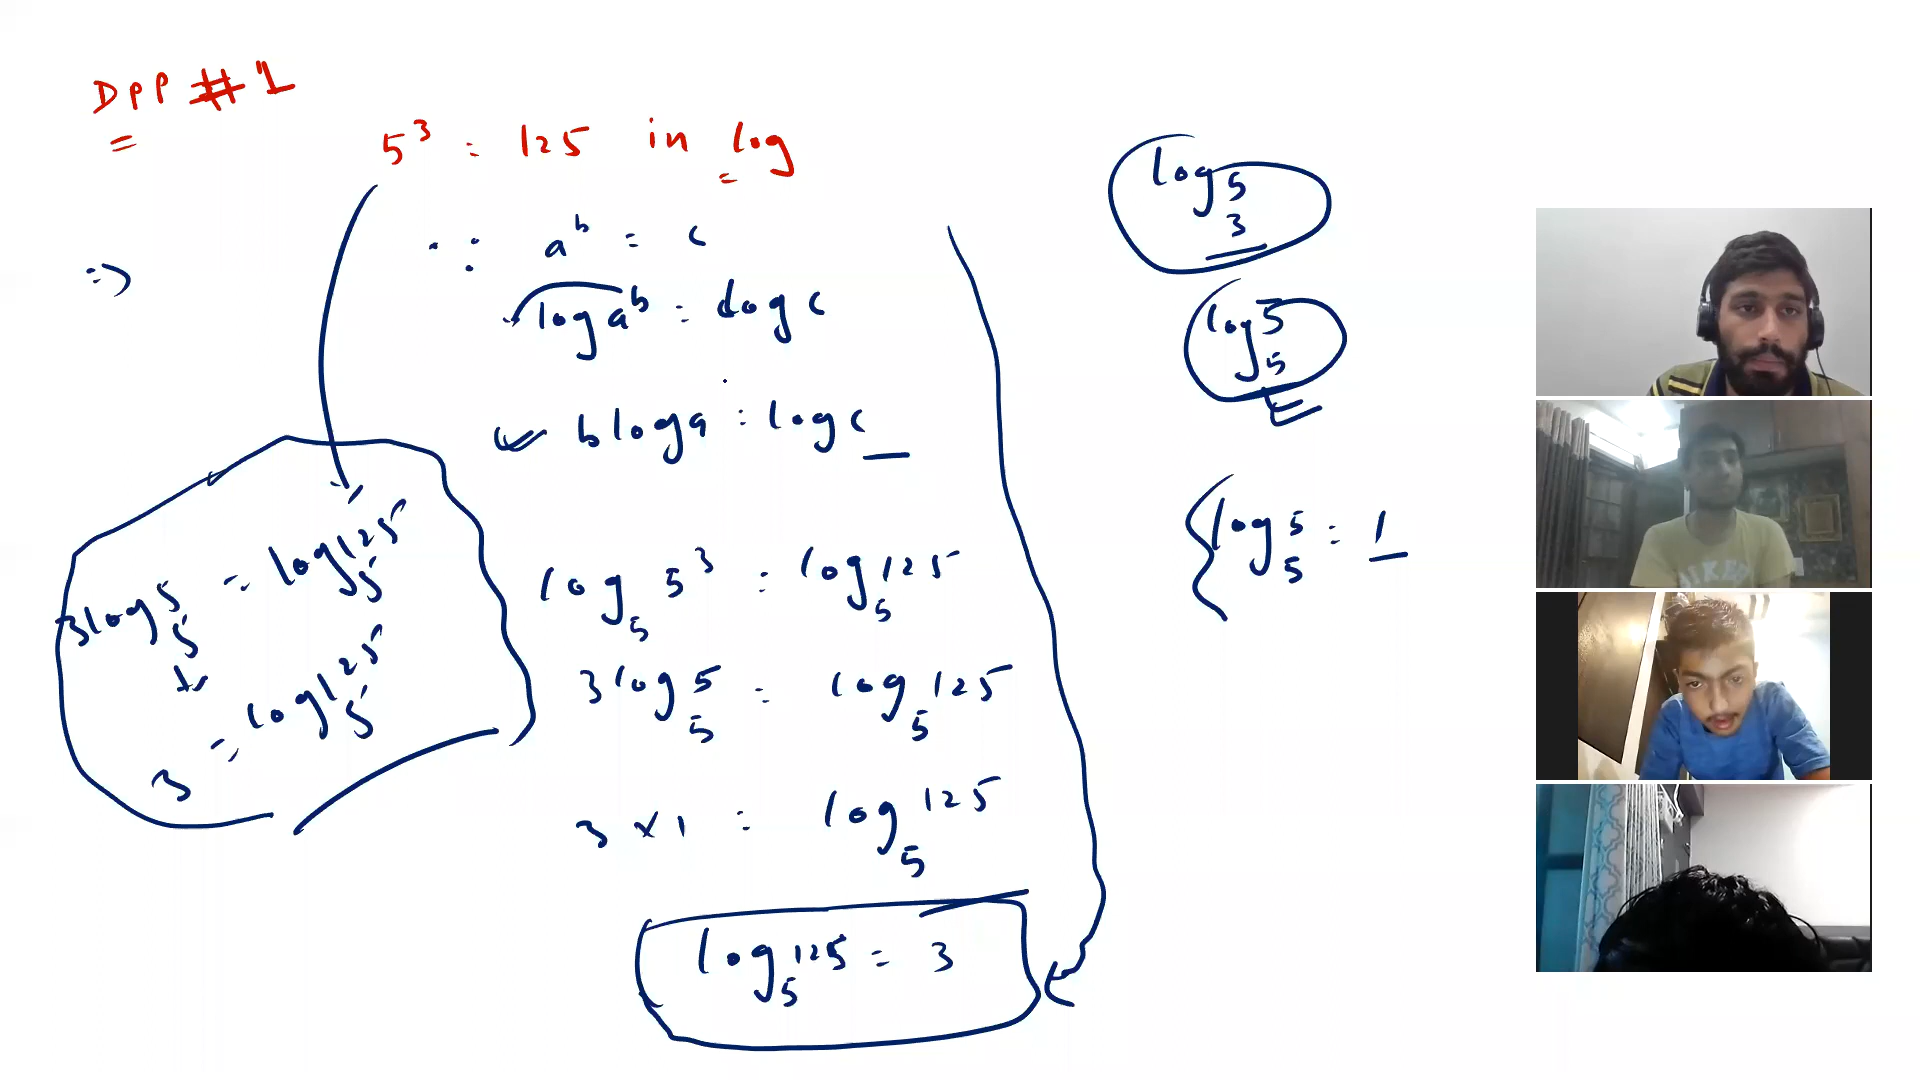 DPP #1
=
5³ = 125 in log
∵ aᵇ = c
=>
log aᵇ = log c
b log a = log c
log₅ 5³ = log₅ 125
3 log₅ 5 = log₅ 125
3 × 1 = log₅ 125
log₅ 125 = 3
3 log₅ 5 = log₅ 125
3 = log₅ 125
log₃ 5
log₅ 5
log₅ 5 = 1